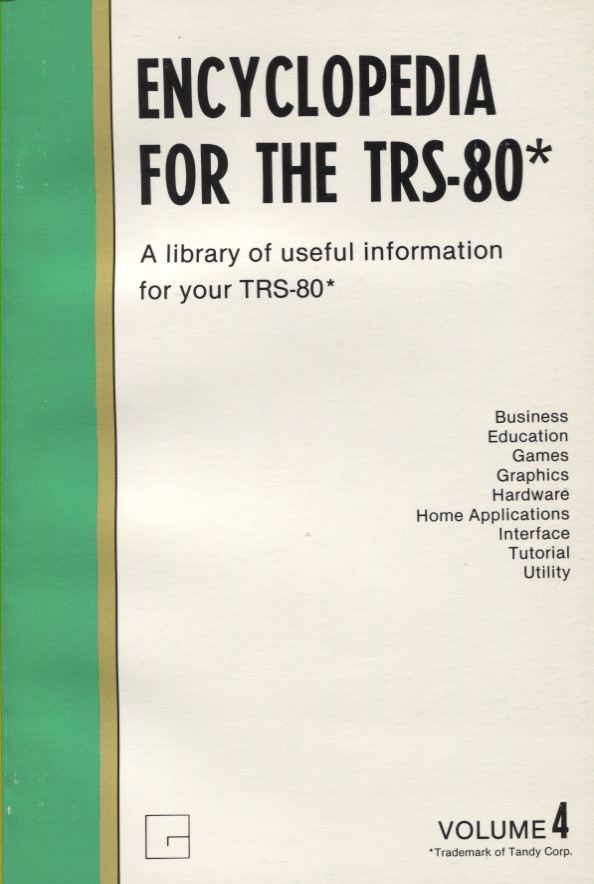 ENCYCLOPEDIA
FOR THE TRS-80*
A library of useful information
for your TRS-80*
Business
Education
Games
Graphics
Hardware
Home Applications
Interface
Tutorial
Utility
VOLUME 4
*Trademark of Tandy Corp.